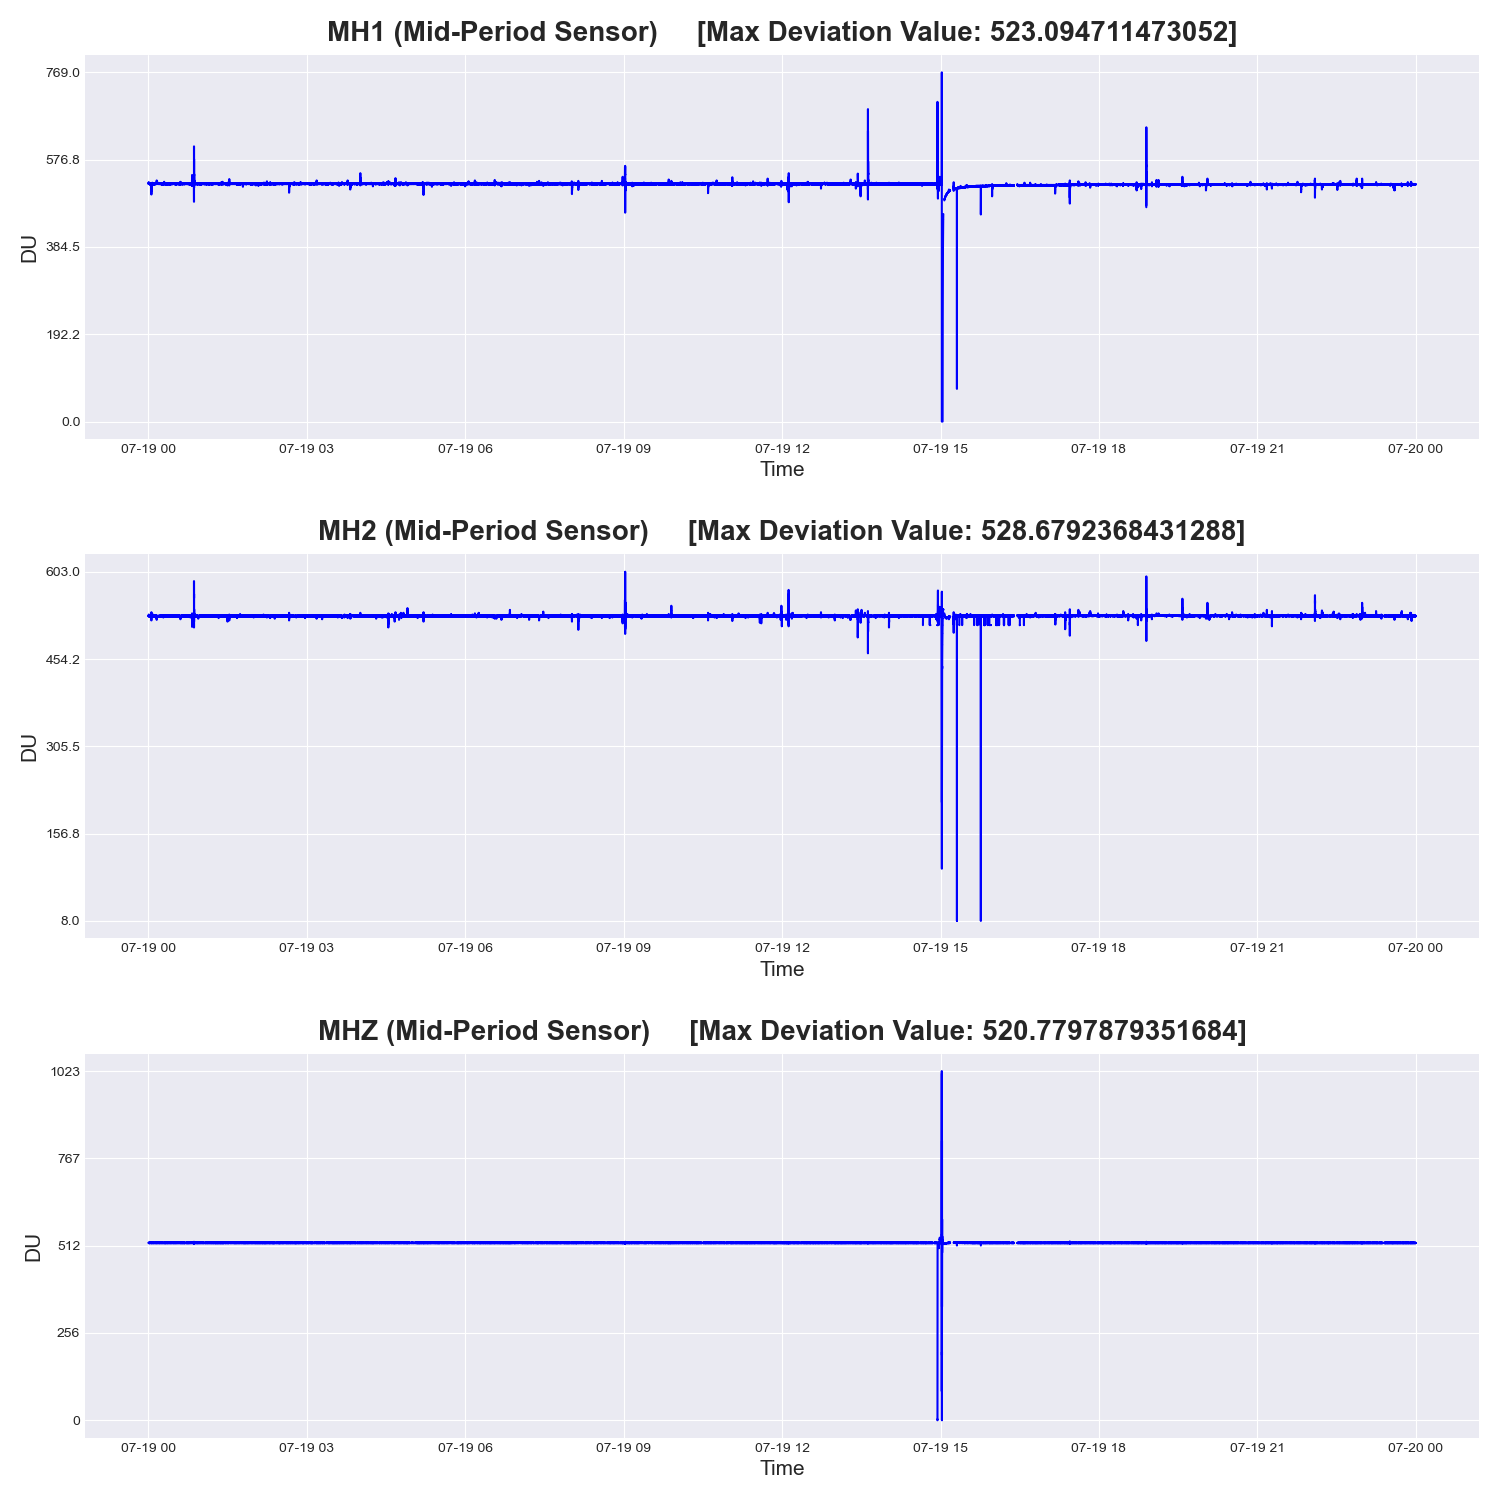 MH1 (Mid-Period Sensor) [Max Deviation Value: 523.094711473052]
769.0
576.8
384.5
192.2
0.0
DU
07-19 00 07-19 03 07-19 06 07-19 09 07-19 12 07-19 15 07-19 18 07-19 21 07-20 00
Time
MH2 (Mid-Period Sensor) [Max Deviation Value: 528.6792368431288]
603.0
454.2
305.5
156.8
8.0
DU
07-19 00 07-19 03 07-19 06 07-19 09 07-19 12 07-19 15 07-19 18 07-19 21 07-20 00
Time
MHZ (Mid-Period Sensor) [Max Deviation Value: 520.7797879351684]
1023
767
512
256
0
DU
07-19 00 07-19 03 07-19 06 07-19 09 07-19 12 07-19 15 07-19 18 07-19 21 07-20 00
Time